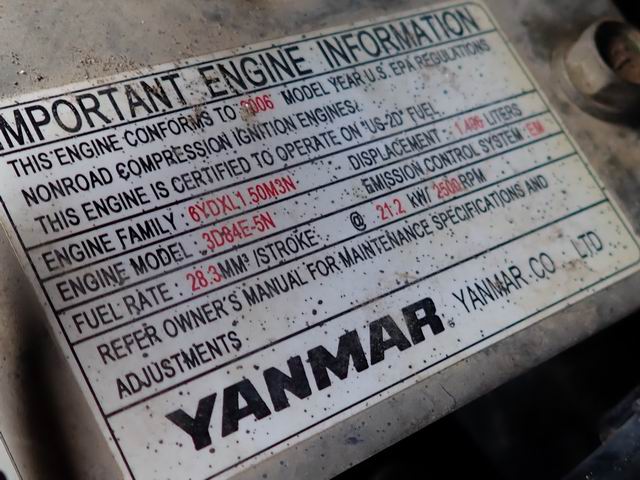 IMPORTANT ENGINE INFORMATION
THIS ENGINE CONFORMS TO 2006 MODEL YEAR U.S. EPA REGULATIONS
NONROAD COMPRESSION IGNITION ENGINES.
THIS ENGINE IS CERTIFIED TO OPERATE ON "US-2D" FUEL.
ENGINE FAMILY : 6YDXL1.50M3N DISPLACEMENT : 1.496 LITERS
ENGINE MODEL : 3D84E-5N EMISSION CONTROL SYSTEM : EM
FUEL RATE : 28.3MM³ /STROKE @ 21.2 KW/ 2500RPM
REFER OWNER'S MANUAL FOR MAINTENANCE SPECIFICATIONS AND
ADJUSTMENTS
YANMAR YANMAR CO., LTD